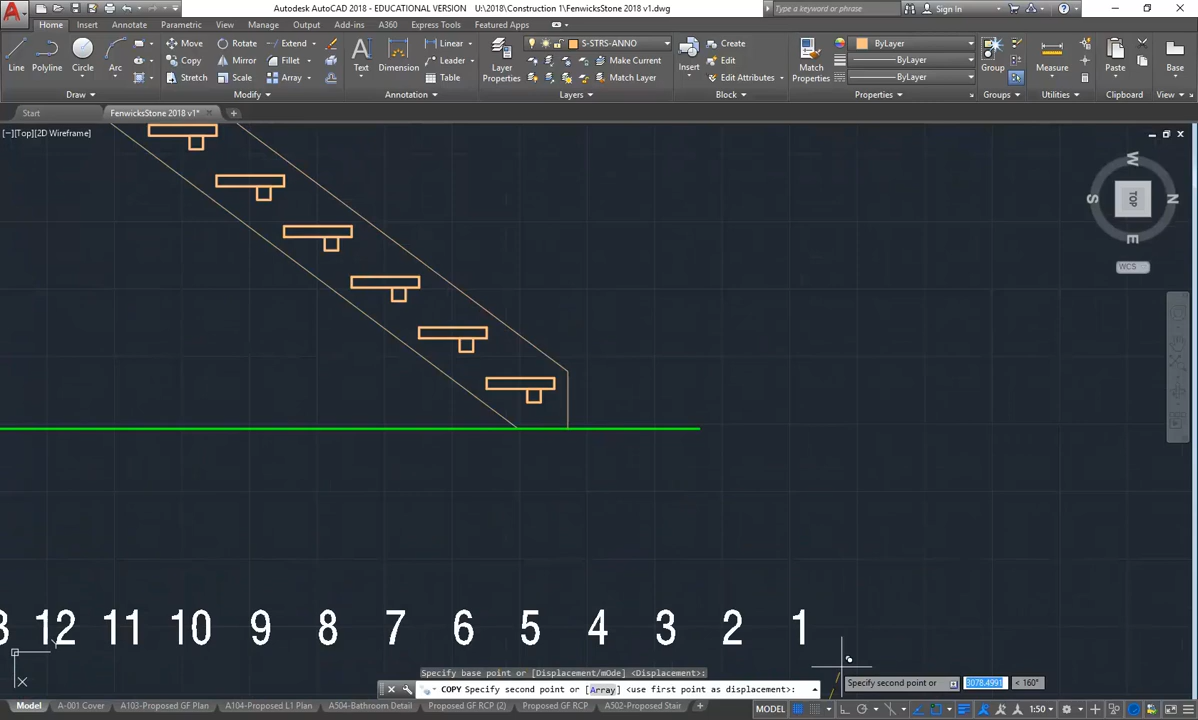 Autodesk AutoCAD 2018 - EDUCATIONAL VERSION U:\2018\Construction 1\FenwicksStone 2018 v1.dwg
Type a keyword or phrase
Sign In
Home Insert Annotate Parametric View Manage Output Add-ins A360 Express Tools Featured Apps
Line Polyline Circle Arc
Move Rotate Extend
Copy Mirror Fillet
Stretch Scale Array
Text Dimension
Linear
Leader
Table
Layer Properties
S-STRS-ANNO
Make Current
Match Layer
Insert
Create
Edit
Edit Attributes
Match Properties
ByLayer
ByLayer
ByLayer
Group
Measure
Paste
Base
Draw Modify Annotation Layers Block Properties Groups Utilities Clipboard View
Start FenwicksStone 2018 v1*
[−][Top][2D Wireframe]
W
S TOP N
E
WCS
12 11 10 9 8 7 6 5 4 3 2 1
Specify base point or [Displacement/mOde] <Displacement>:
COPY Specify second point or [Array] <use first point as displacement>:
Specify second point or 3078.4991 < 160°
Model A-001 Cover A103-Proposed GF Plan A104-Proposed L1 Plan A504-Bathroom Detail Proposed GF RCP (2) Proposed GF RCP A502-Proposed Stair
MODEL 1:50